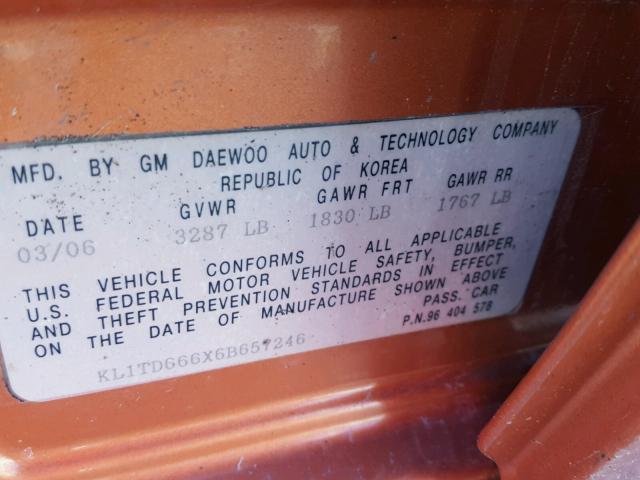 MFD. BY GM DAEWOO AUTO & TECHNOLOGY COMPANY
REPUBLIC OF KOREA
DATE GVWR GAWR FRT GAWR RR
03/06 3287 LB 1830 LB 1767 LB
THIS VEHICLE CONFORMS TO ALL APPLICABLE
U.S. FEDERAL MOTOR VEHICLE SAFETY, BUMPER,
AND THEFT PREVENTION STANDARDS IN EFFECT
ON THE DATE OF MANUFACTURE SHOWN ABOVE
PASS. CAR
KL1TD666X6B657246
P.N.96 404 578